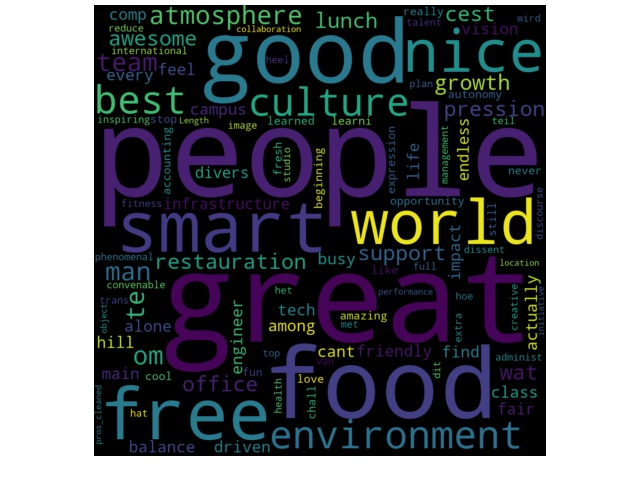 comp atmosphere lunch really cest wird
reduce collaboration talent vision
awesome international good nice
team every feel growth
best campus culture plan autonomy pression
inspiring stop Length image learned learni teil
people
accounting divers fresh studio beginning expression life management endless never
fitness infrastructure opportunity still discourse
smart world
phenomenal restauration busy support impact dissent
man like full location
convenable great performance
trans te het hoe extra creative initiative actually
object alone engineer tech among met amazing
hill om top cant friendly find administ
main cool fun love van wat
office health chall food dit class
pros_cleaned free hat fair
balance driven environment
heel